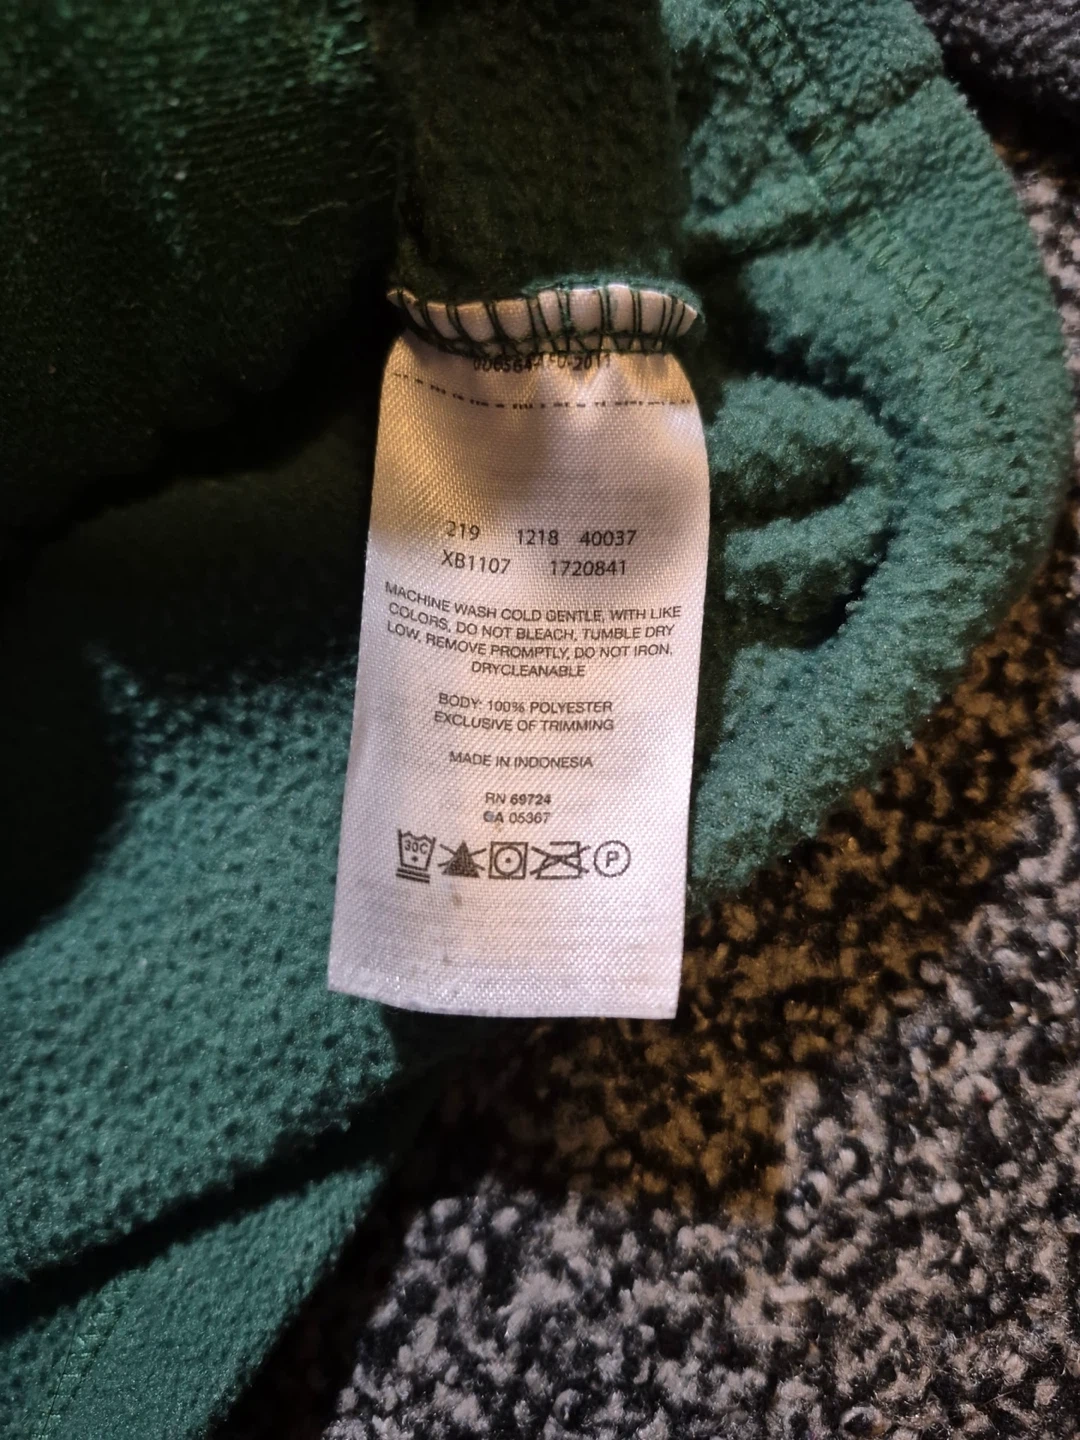 219 1218 40037
XB1107 1720841
MACHINE WASH COLD GENTLE, WITH LIKE
COLORS, DO NOT BLEACH, TUMBLE DRY
LOW, REMOVE PROMPTLY, DO NOT IRON,
DRYCLEANABLE
BODY: 100% POLYESTER
EXCLUSIVE OF TRIMMING
MADE IN INDONESIA
RN 69724
CA 05367
30C P